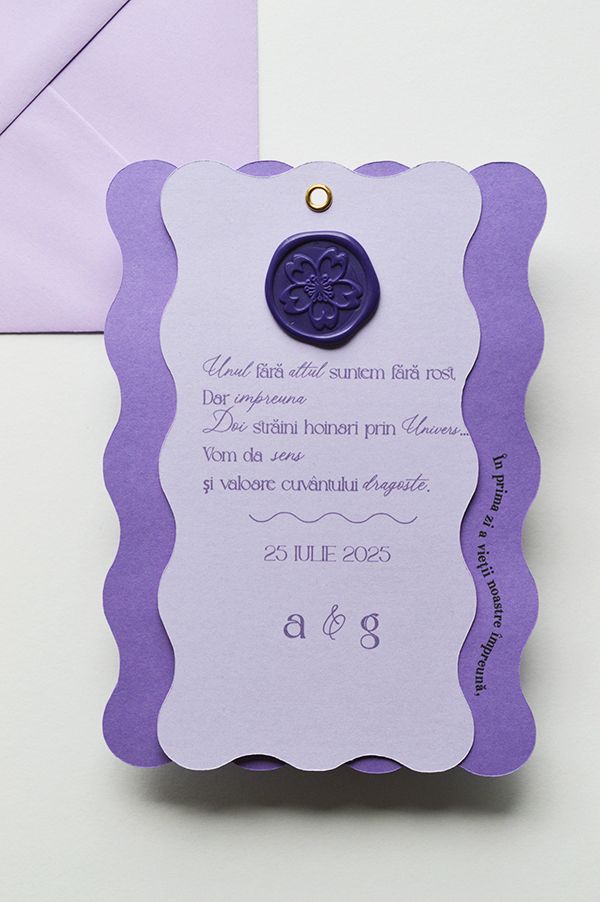 Unul fără altul suntem fără rost,
Dar impreuna
Doi străini hoinari prin Univers...
Vom da sens
și valoare cuvântului dragoste.
25 IULIE 2025
a & g
În prima zi a vieții noastre împreună,